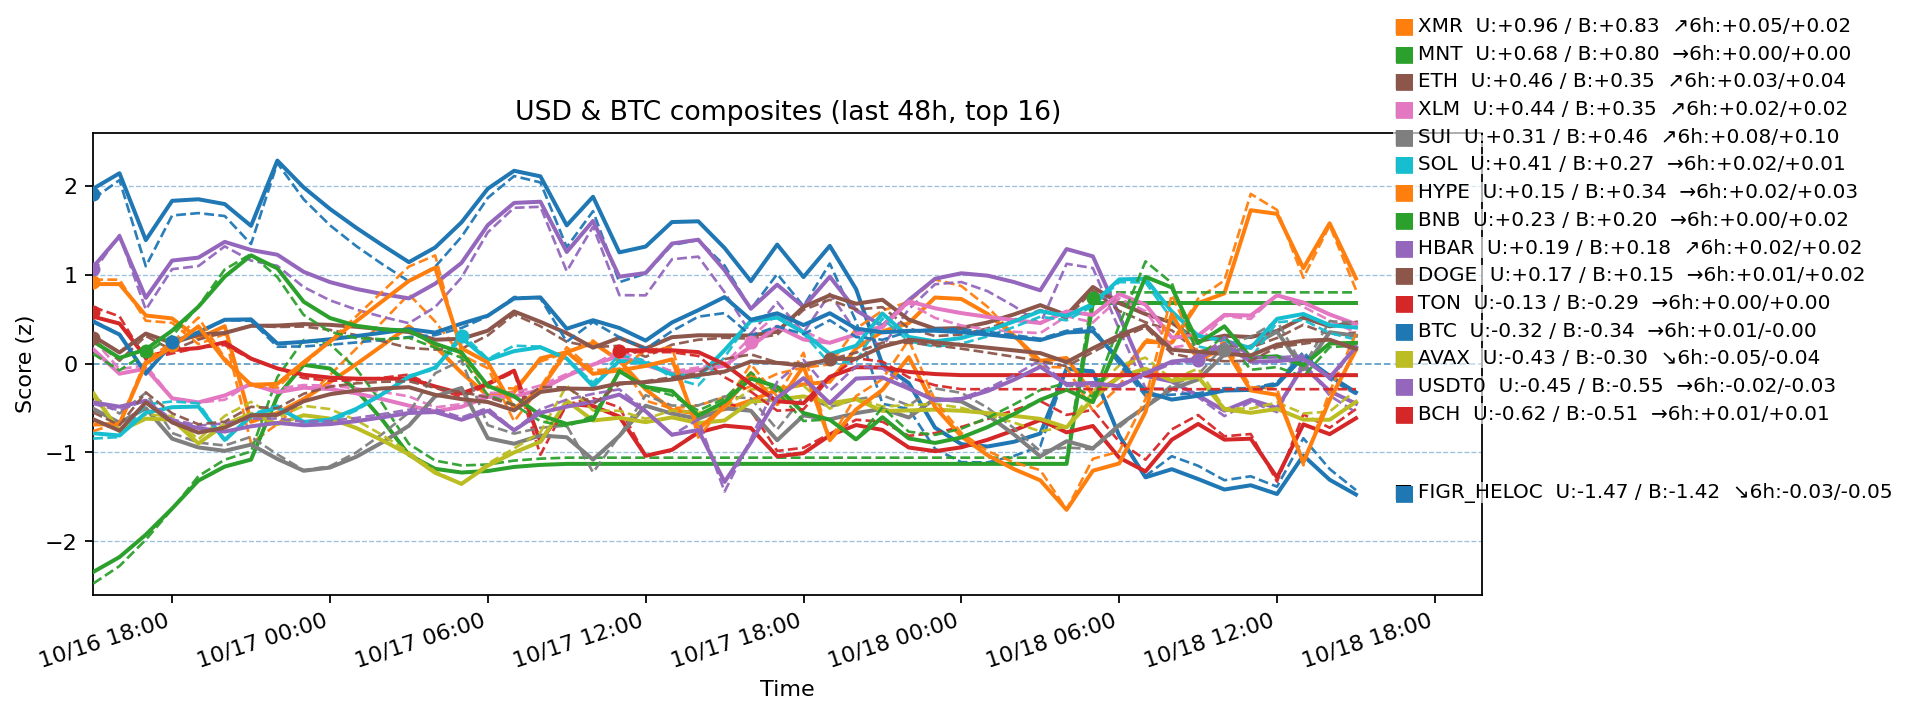 XMR  U:+0.96 / B:+0.83  ↗6h:+0.05/+0.02
MNT  U:+0.68 / B:+0.80  →6h:+0.00/+0.00
ETH  U:+0.46 / B:+0.35  ↗6h:+0.03/+0.04
USD & BTC composites (last 48h, top 16)
XLM  U:+0.44 / B:+0.35  ↗6h:+0.02/+0.02
SUI  U:+0.31 / B:+0.46  ↗6h:+0.08/+0.10
SOL  U:+0.41 / B:+0.27  →6h:+0.02/+0.01
HYPE  U:+0.15 / B:+0.34  →6h:+0.02/+0.03
BNB  U:+0.23 / B:+0.20  →6h:+0.00/+0.02
HBAR  U:+0.19 / B:+0.18  ↗6h:+0.02/+0.02
DOGE  U:+0.17 / B:+0.15  →6h:+0.01/+0.02
TON  U:-0.13 / B:-0.29  →6h:+0.00/+0.00
BTC  U:-0.32 / B:-0.34  →6h:+0.01/-0.00
AVAX  U:-0.43 / B:-0.30  ↘6h:-0.05/-0.04
USDT0  U:-0.45 / B:-0.55  →6h:-0.02/-0.03
BCH  U:-0.62 / B:-0.51  →6h:+0.01/+0.01
FIGR_HELOC  U:-1.47 / B:-1.42  ↘6h:-0.03/-0.05
Score (z)
2
1
0
−1
−2
10/16 18:00
10/17 00:00
10/17 06:00
10/17 12:00
10/17 18:00
10/18 00:00
10/18 06:00
10/18 12:00
10/18 18:00
Time